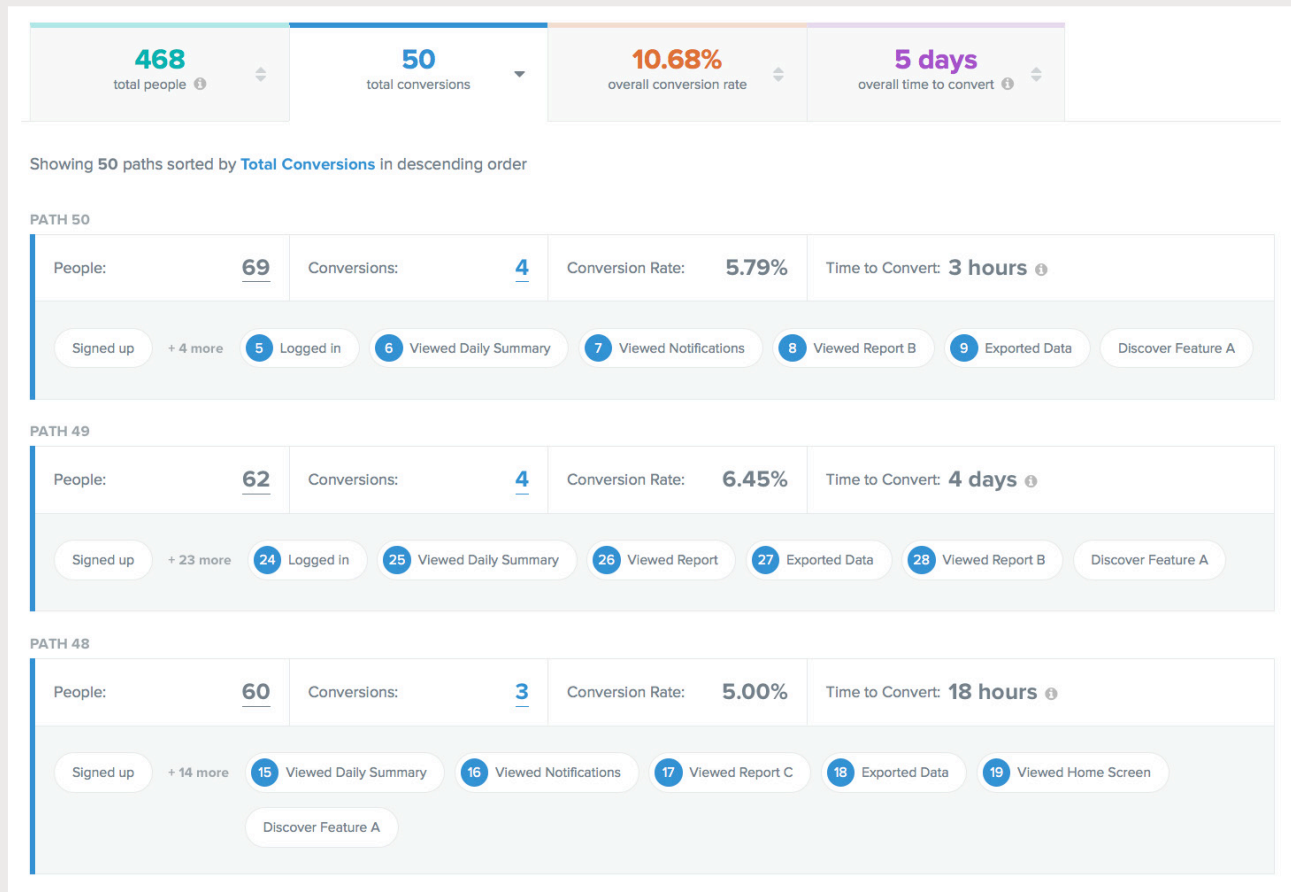 468
total people
50
total conversions
10.68%
overall conversion rate
5 days
overall time to convert
Showing 50 paths sorted by Total Conversions in descending order
PATH 50
People: 69 Conversions: 4 Conversion Rate: 5.79% Time to Convert: 3 hours
Signed up + 4 more 5 Logged in 6 Viewed Daily Summary 7 Viewed Notifications 8 Viewed Report B 9 Exported Data Discover Feature A
PATH 49
People: 62 Conversions: 4 Conversion Rate: 6.45% Time to Convert: 4 days
Signed up + 23 more 24 Logged in 25 Viewed Daily Summary 26 Viewed Report 27 Exported Data 28 Viewed Report B Discover Feature A
PATH 48
People: 60 Conversions: 3 Conversion Rate: 5.00% Time to Convert: 18 hours
Signed up + 14 more 15 Viewed Daily Summary 16 Viewed Notifications 17 Viewed Report C 18 Exported Data 19 Viewed Home Screen
Discover Feature A